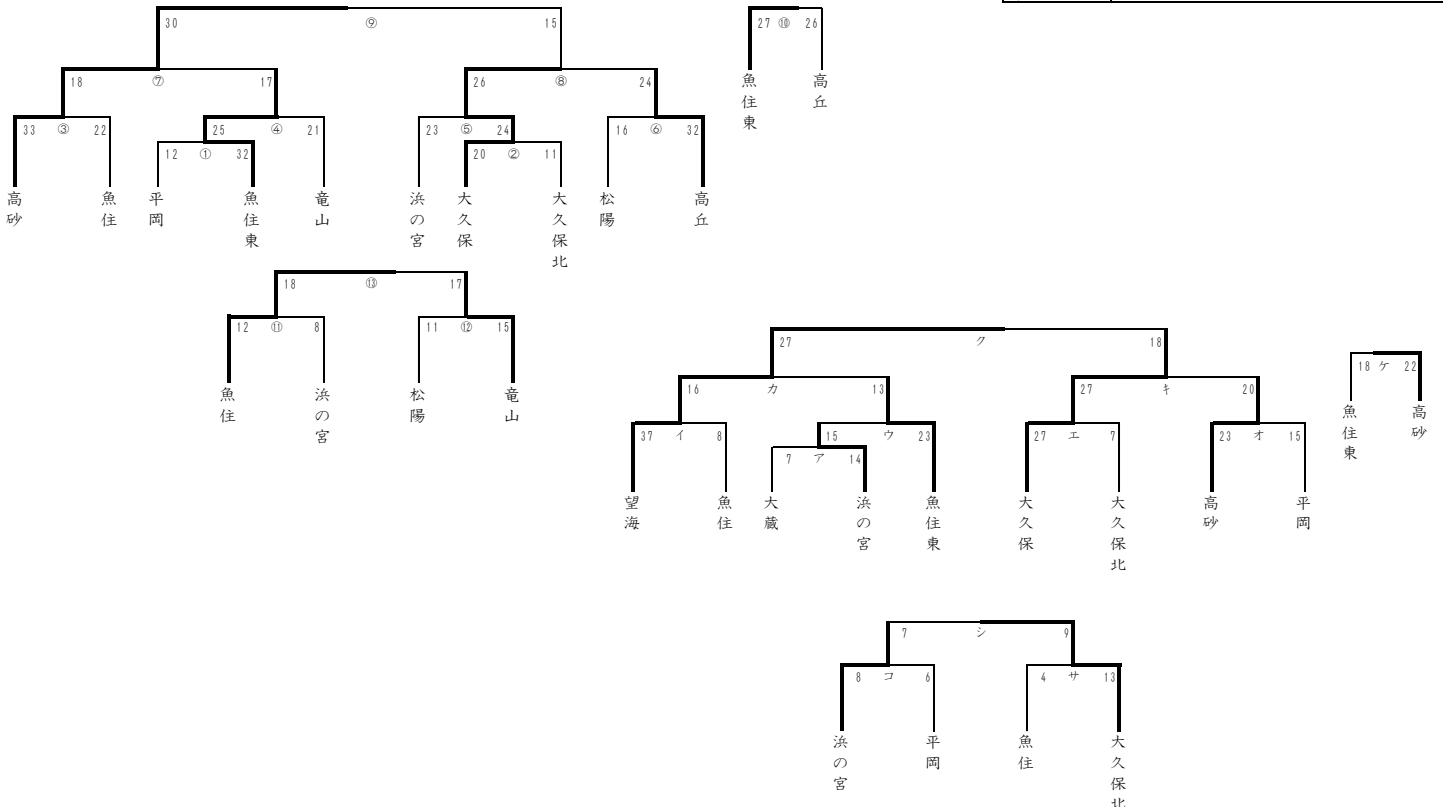 30 ⑨ 15
27 ⑩ 26
18 ⑦ 17
26 ⑧ 24
魚住東
高丘
33 ③ 22
25 ④ 21
23 ⑤ 24
16 ⑥ 32
12 ① 32
20 ② 11
高砂
魚住
平岡
魚住東
竜山
浜の宮
大久保
大久保北
松陽
高丘
18 ⑬ 17
12 ⑪ 8
11 ⑫ 15
魚住
浜の宮
松陽
竜山
27 ク 18
18 ケ 22
魚住東
高砂
16 カ 13
27 キ 20
37 イ 8
15 ウ 23
27 エ 7
23 オ 15
7 ア 14
望海
魚住
大蔵
浜の宮
魚住東
大久保
大久保北
高砂
平岡
7 シ 9
8 コ 6
4 サ 13
浜の宮
平岡
魚住
大久保北